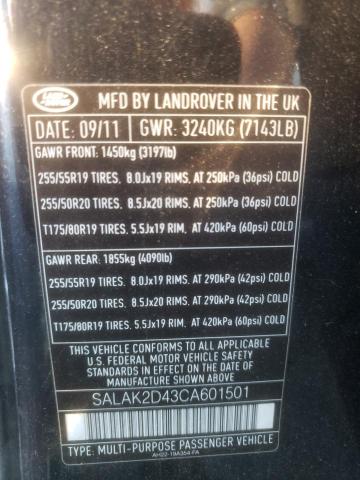 LAND ROVER
MFD BY LANDROVER IN THE UK
DATE: 09/11 GWR: 3240KG (7143LB)
GAWR FRONT: 1450kg (3197lb)
255/55R19 TIRES. 8.0Jx19 RIMS. AT 250kPa (36psi) COLD
255/50R20 TIRES. 8.5Jx20 RIMS. AT 250kPa (36psi) COLD
T175/80R19 TIRES. 5.5Jx19 RIM. AT 420kPa (60psi) COLD
GAWR REAR: 1855kg (4090lb)
255/55R19 TIRES. 8.0Jx19 RIMS. AT 290kPa (42psi) COLD
255/50R20 TIRES. 8.5Jx20 RIMS. AT 290kPa (42psi) COLD
T175/80R19 TIRES. 5.5Jx19 RIM. AT 420kPa (60psi) COLD
THIS VEHICLE CONFORMS TO ALL APPLICABLE
U.S. FEDERAL MOTOR VEHICLE SAFETY
STANDARDS IN EFFECT ON THE DATE OF
MANUFACTURE SHOWN ABOVE.
SALAK2D43CA601501
TYPE: MULTI-PURPOSE PASSENGER VEHICLE
AH22-19A354-FA